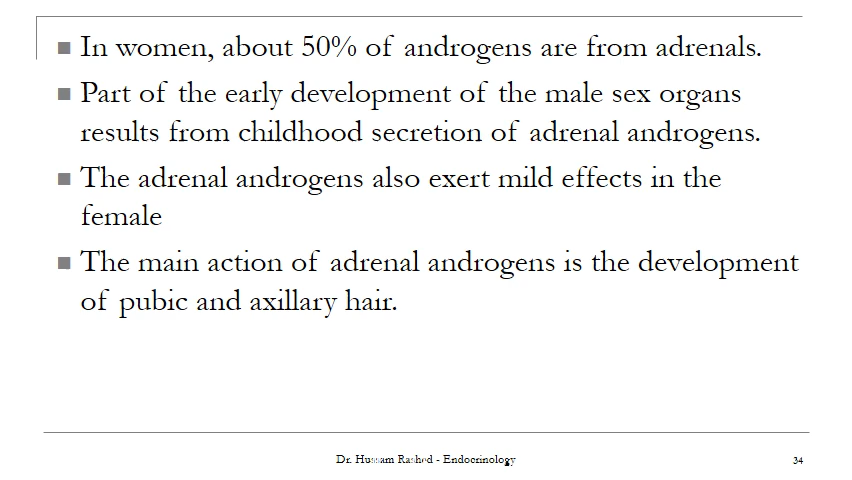 In women, about 50% of androgens are from adrenals.
Part of the early development of the male sex organs
results from childhood secretion of adrenal androgens.
The adrenal androgens also exert mild effects in the
female
The main action of adrenal androgens is the development
of pubic and axillary hair.
Dr. Hussam Rashed - Endocrinology
34